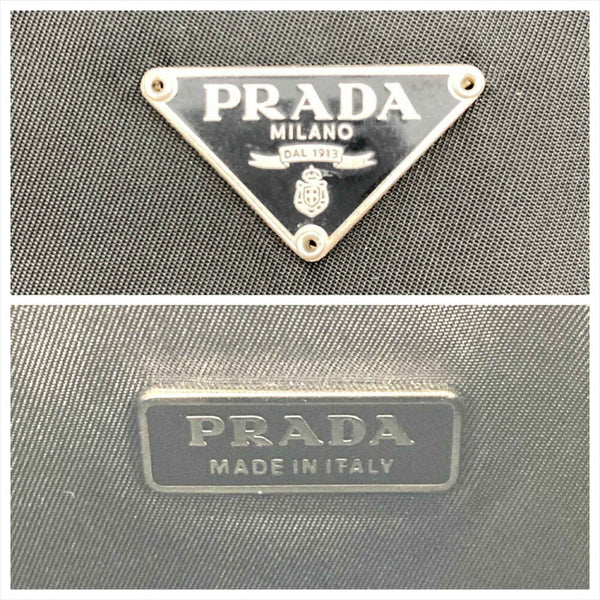 PRADA
MILANO
DAL 1913
PRADA
MADE IN ITALY